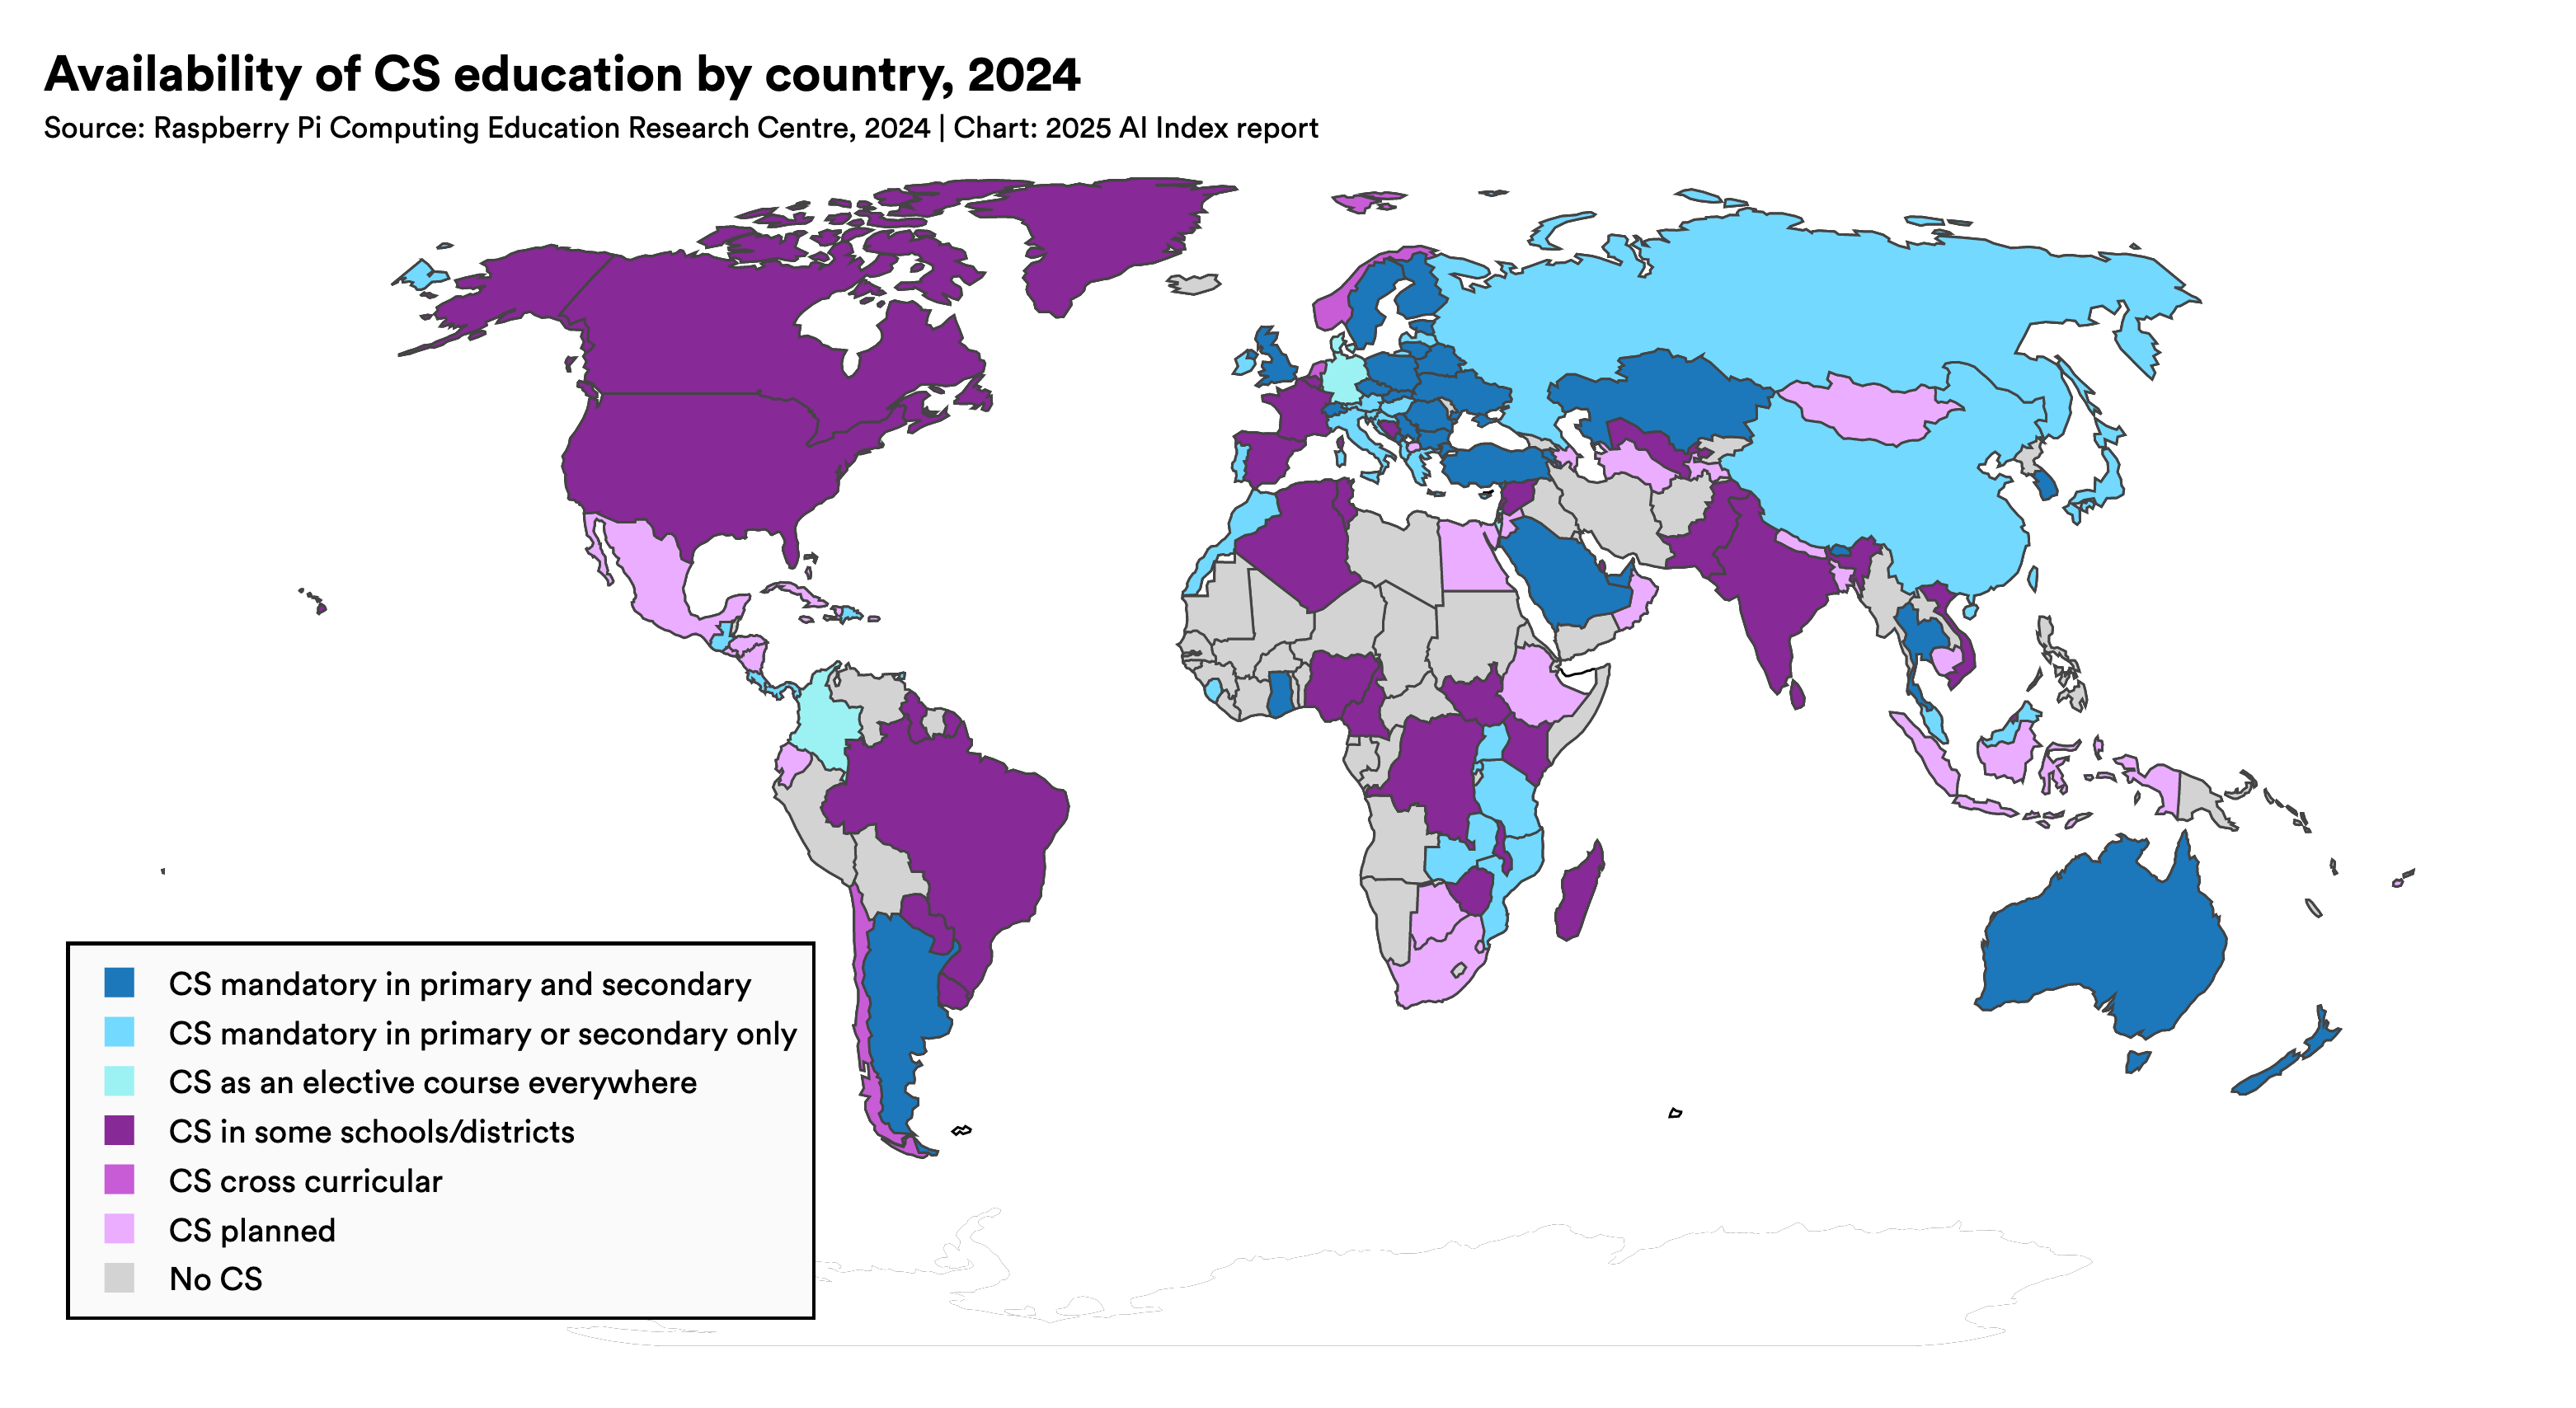 Availability of CS education by country, 2024
Source: Raspberry Pi Computing Education Research Centre, 2024 | Chart: 2025 AI Index report
CS mandatory in primary and secondary
CS mandatory in primary or secondary only
CS as an elective course everywhere
CS in some schools/districts
CS cross curricular
CS planned
No CS